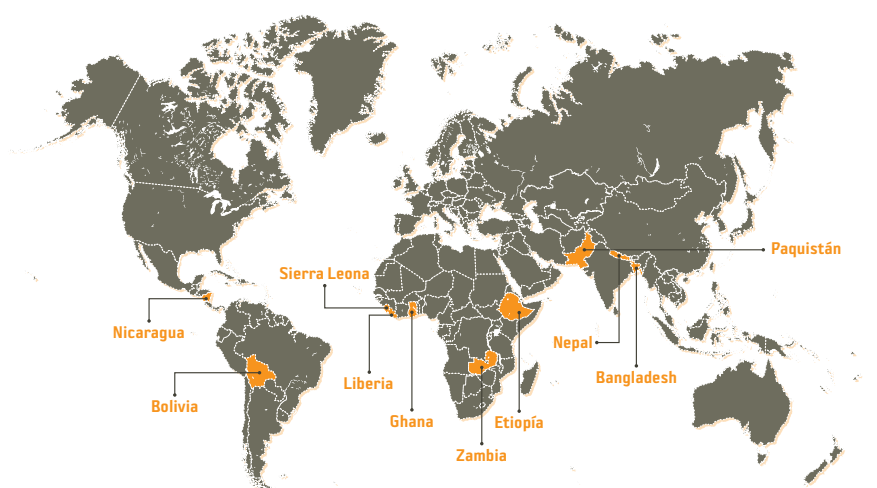 Paquistán
Sierra Leona
Nicaragua
Nepal
Bangladesh
Liberia
Bolivia
Ghana
Etiopía
Zambia